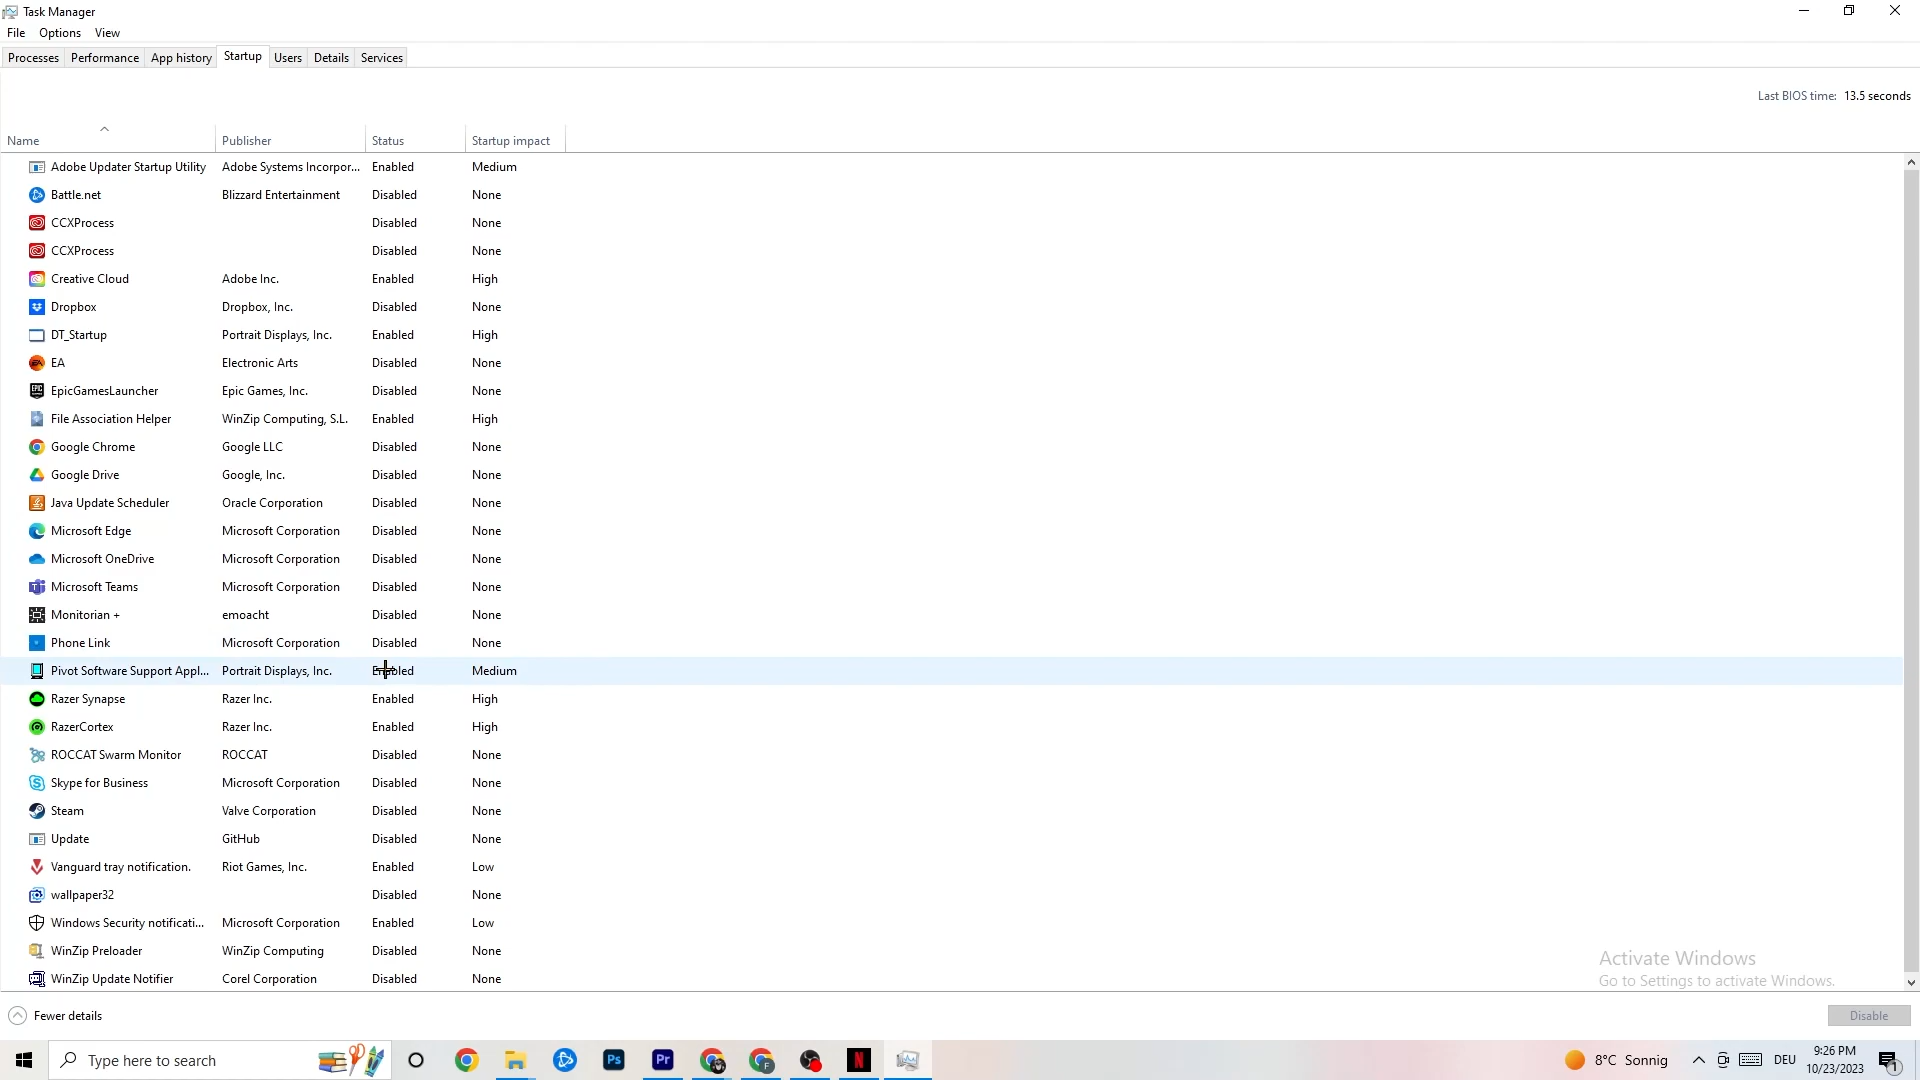 Task Manager
File Options View
Processes Performance App history Startup Users Details Services
Last BIOS time: 13.5 seconds
Name Publisher Status Startup impact
Adobe Updater Startup Utility Adobe Systems Incorpor... Enabled Medium
Battle.net Blizzard Entertainment Disabled None
CCXProcess Disabled None
CCXProcess Disabled None
Creative Cloud Adobe Inc. Enabled High
Dropbox Dropbox, Inc. Disabled None
DT_Startup Portrait Displays, Inc. Enabled High
EA Electronic Arts Disabled None
EpicGamesLauncher Epic Games, Inc. Disabled None
File Association Helper WinZip Computing, S.L. Enabled High
Google Chrome Google LLC Disabled None
Google Drive Google, Inc. Disabled None
Java Update Scheduler Oracle Corporation Disabled None
Microsoft Edge Microsoft Corporation Disabled None
Microsoft OneDrive Microsoft Corporation Disabled None
Microsoft Teams Microsoft Corporation Disabled None
Monitorian + emoacht Disabled None
Phone Link Microsoft Corporation Disabled None
Pivot Software Support Appl... Portrait Displays, Inc. Enabled Medium
Razer Synapse Razer Inc. Enabled High
RazerCortex Razer Inc. Enabled High
ROCCAT Swarm Monitor ROCCAT Disabled None
Skype for Business Microsoft Corporation Disabled None
Steam Valve Corporation Disabled None
Update GitHub Disabled None
Vanguard tray notification. Riot Games, Inc. Enabled Low
wallpaper32 Disabled None
Windows Security notificati... Microsoft Corporation Enabled Low
WinZip Preloader WinZip Computing Disabled None
WinZip Update Notifier Corel Corporation Disabled None
Activate Windows
Go to Settings to activate Windows.
Fewer details Disable
Type here to search Ps Pr F N 8°C Sonnig DEU 9:26 PM
10/23/2023 1